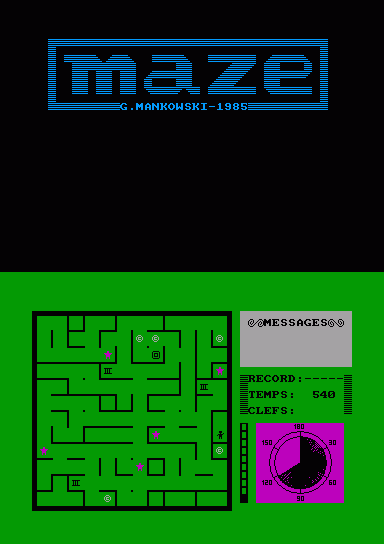 maze
G.MANKOWSKI-1985
MESSAGES
RECORD:-----
TEMPS: 540
CLEFS:
180
150 30
120 60
90